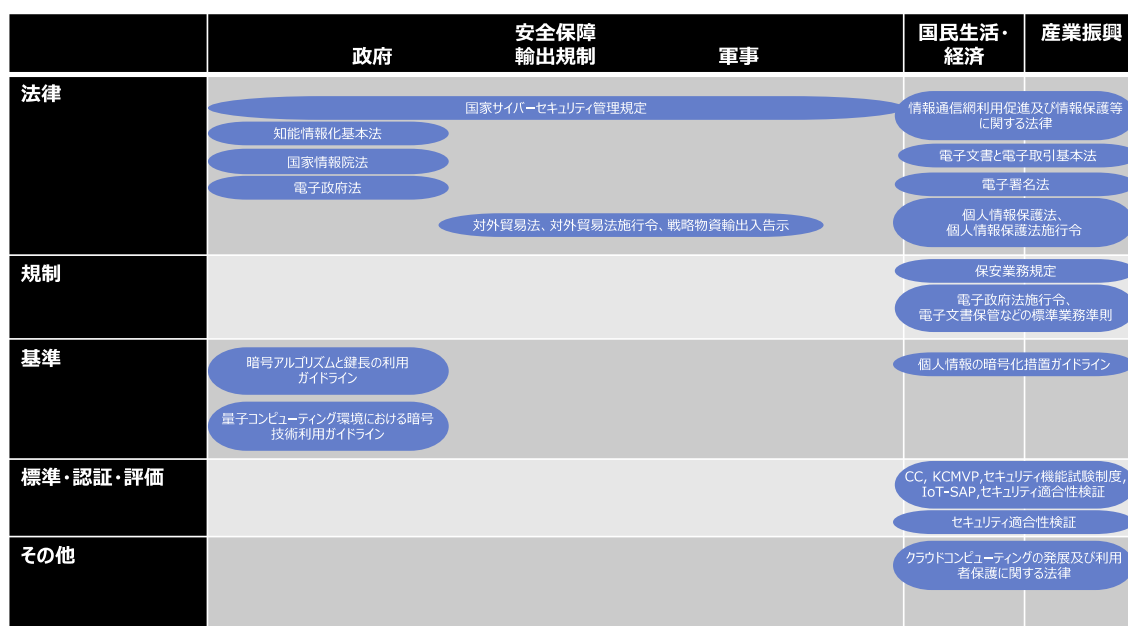 政府
安全保障
輸出規制
軍事
国民生活・
経済
産業振興
法律
国家サイバーセキュリティ管理規定
知能情報化基本法
国家情報院法
電子政府法
対外貿易法、対外貿易法施行令、戦略物資輸出入告示
情報通信網利用促進及び情報保護等
に関する法律
電子文書と電子取引基本法
電子署名法
個人情報保護法、
個人情報保護法施行令
規制
保安業務規定
電子政府法施行令、
電子文書保管などの標準業務準則
基準
暗号アルゴリズムと鍵長の利用
ガイドライン
量子コンピューティング環境における暗号
技術利用ガイドライン
個人情報の暗号化措置ガイドライン
標準・認証・評価
CC, KCMVP,セキュリティ機能試験制度,
IoT-SAP,セキュリティ適合性検証
セキュリティ適合性検証
その他
クラウドコンピューティングの発展及び利用
者保護に関する法律